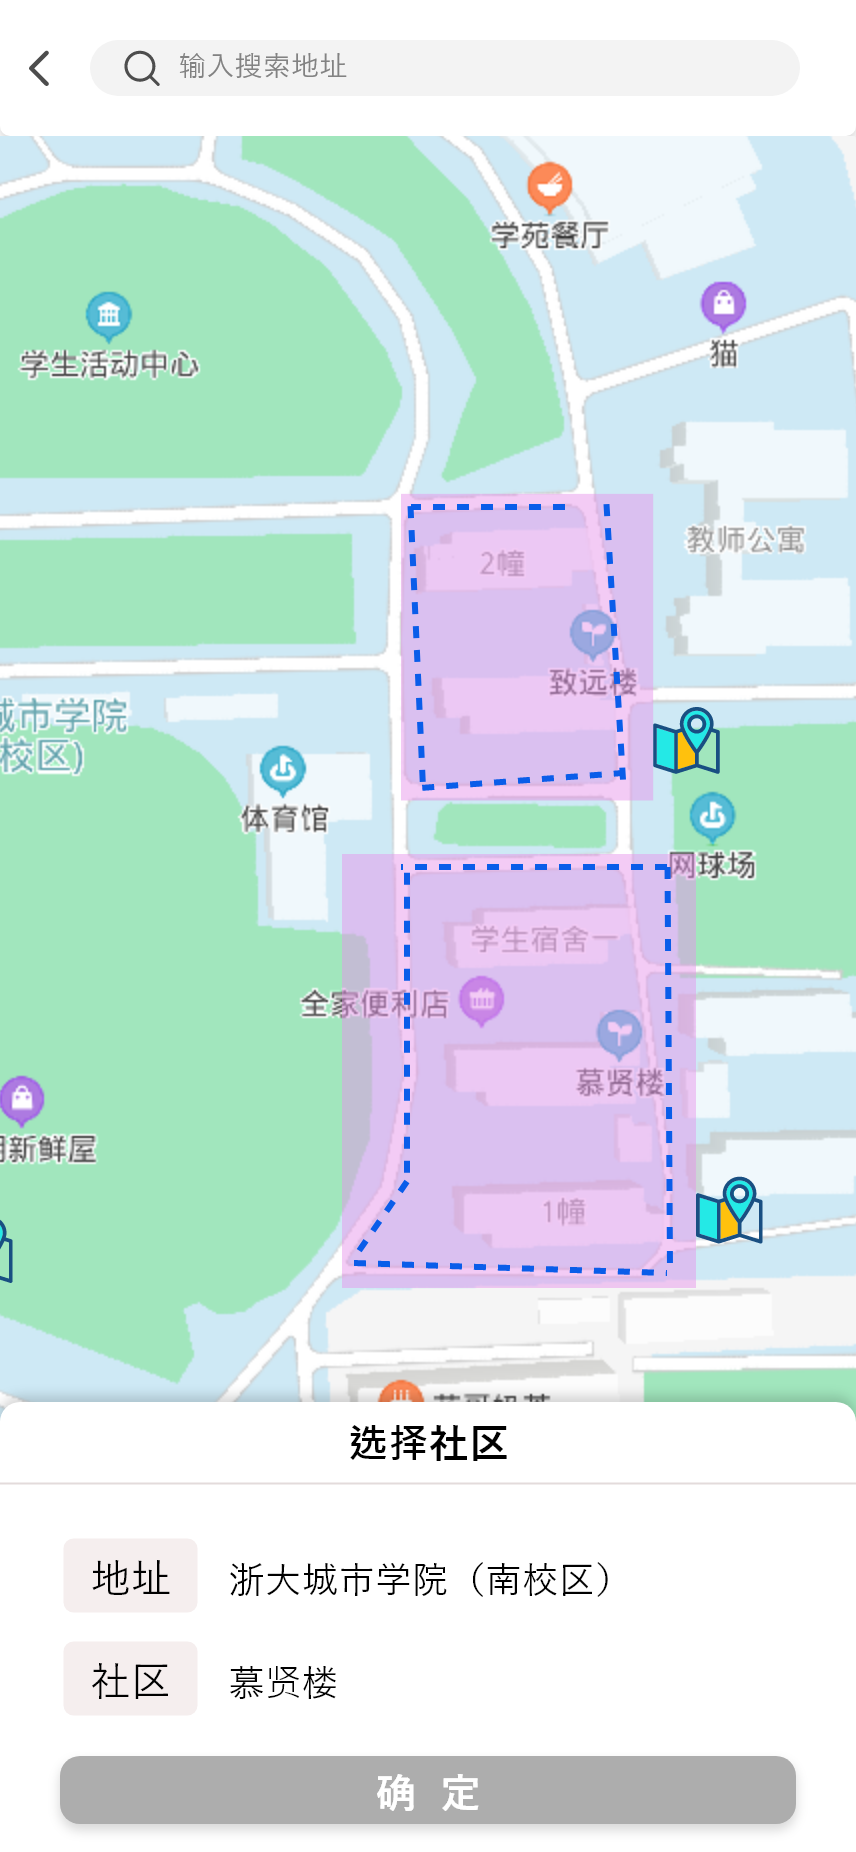 输入搜索地址
学苑餐厅
猫
学生活动中心
教师公寓
2幢
致远楼
城市学院
校区)
体育馆
网球场
学生宿舍一
全家便利店
慕贤楼
新鲜屋
1幢
选择社区
地址 浙大城市学院（南校区）
社区 慕贤楼
确 定